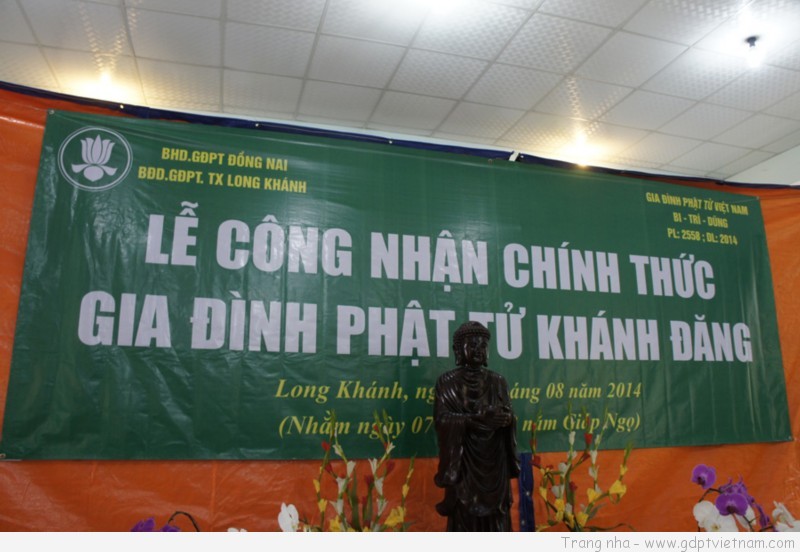 BHD.GĐPT ĐỒNG NAI
BĐD.GĐPT. TX LONG KHÁNH
GIA ĐÌNH PHẬT TỬ VIỆT NAM
BI - TRÍ - DŨNG
PL: 2558 ; DL: 2014
LỄ CÔNG NHẬN CHÍNH THỨC
GIA ĐÌNH PHẬT TỬ KHÁNH ĐĂNG
Long Khánh, 08 năm 2014
(Nhằm ngày 07 năm Giáp Ngọ)
Trang nha - www.gdptvietnam.com